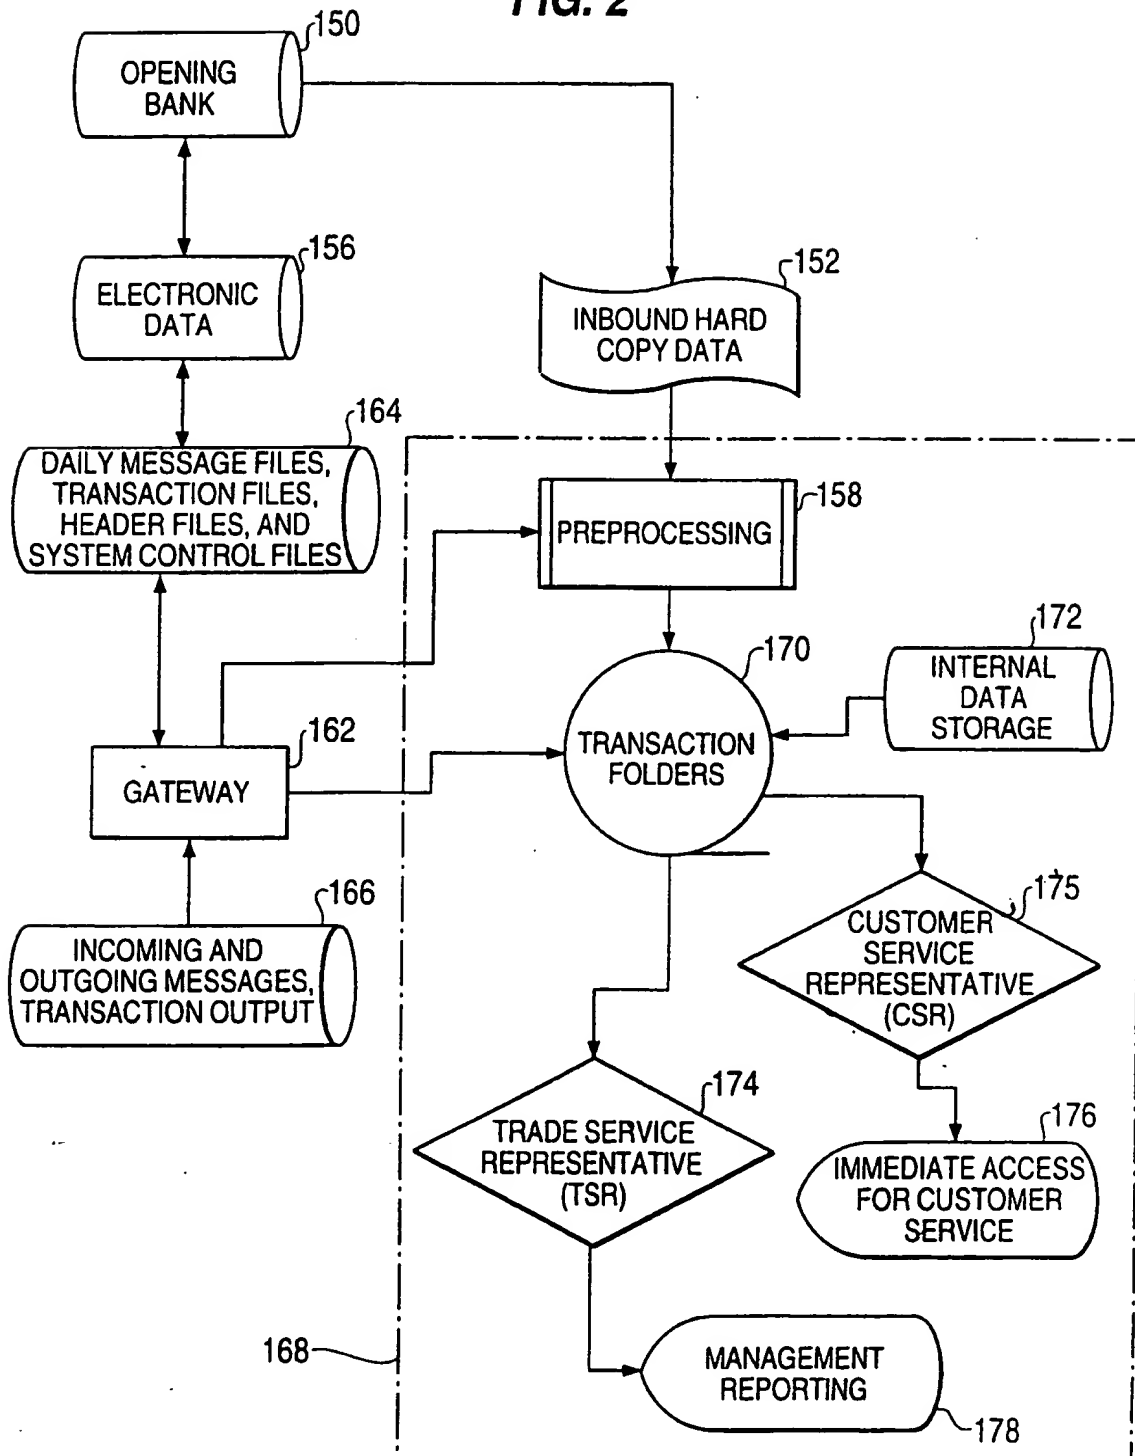 FIG. 2
150
OPENING
BANK
156
ELECTRONIC
DATA
152
INBOUND HARD
COPY DATA
164
DAILY MESSAGE FILES,
TRANSACTION FILES,
HEADER FILES, AND
SYSTEM CONTROL FILES
158
PREPROCESSING
172
INTERNAL
DATA
STORAGE
170
TRANSACTION
FOLDERS
162
GATEWAY
166
INCOMING AND
OUTGOING MESSAGES,
TRANSACTION OUTPUT
175
CUSTOMER
SERVICE
REPRESENTATIVE
(CSR)
174
TRADE SERVICE
REPRESENTATIVE
(TSR)
176
IMMEDIATE ACCESS
FOR CUSTOMER
SERVICE
168
MANAGEMENT
REPORTING
178